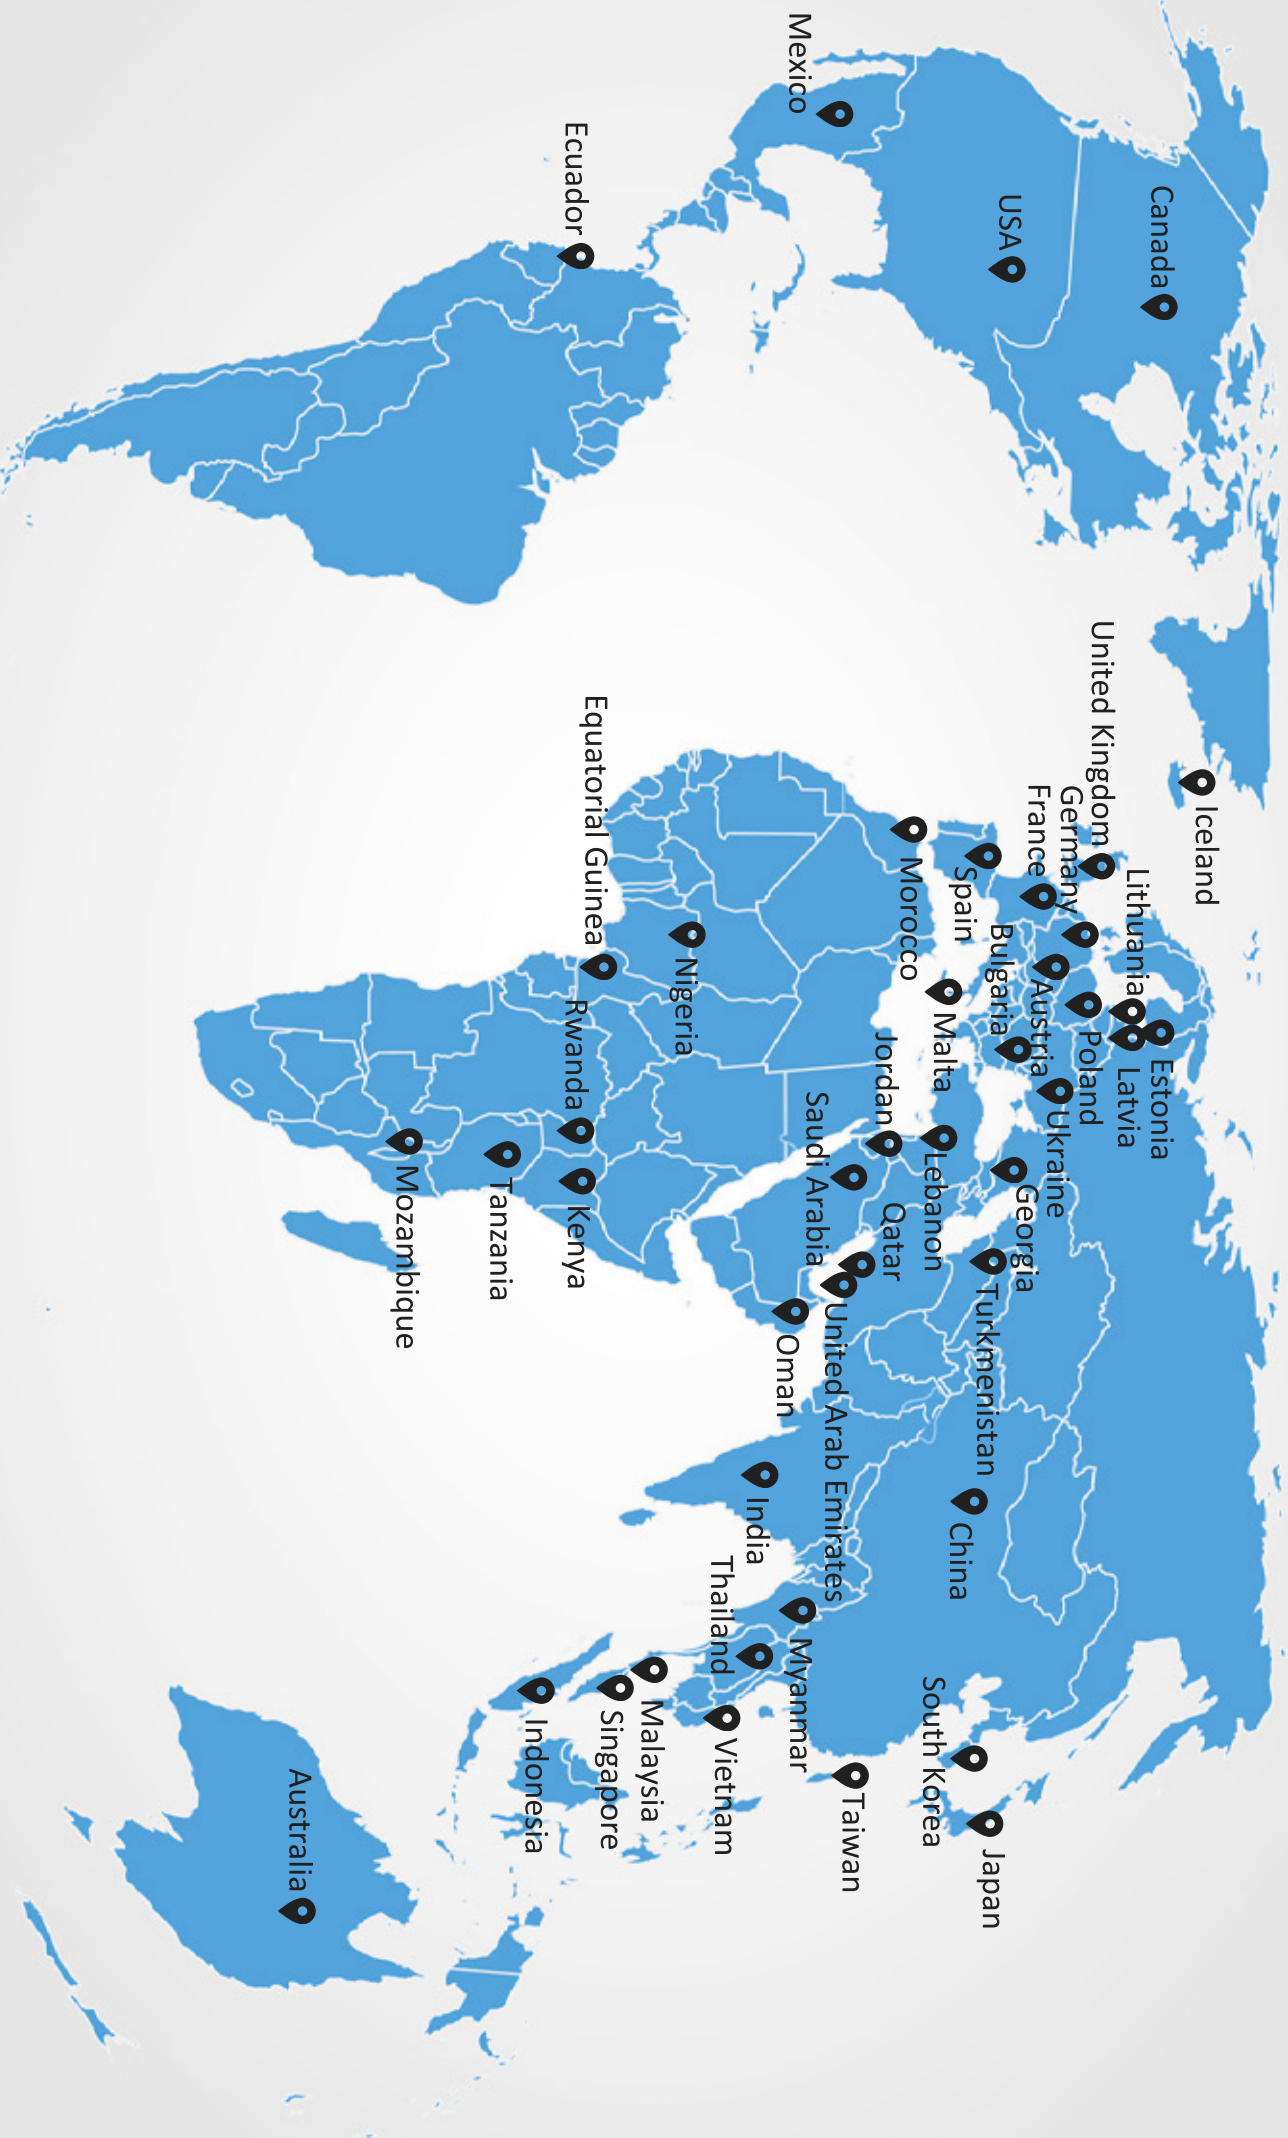 Iceland
Canada
Estonia
Lithuania
Latvia
United Kingdom
Germany
Poland
France
Austria
Ukraine
USA
Georgia
Bulgaria
Spain
Turkmenistan
Japan
China
Malta
Lebanon
South Korea
Morocco
Jordan
Qatar
Taiwan
United Arab Emirates
Saudi Arabia
Mexico
Myanmar
Oman
India
Thailand
Vietnam
Nigeria
Malaysia
Singapore
Equatorial Guinea
Ecuador
Rwanda
Kenya
Indonesia
Tanzania
Mozambique
Australia